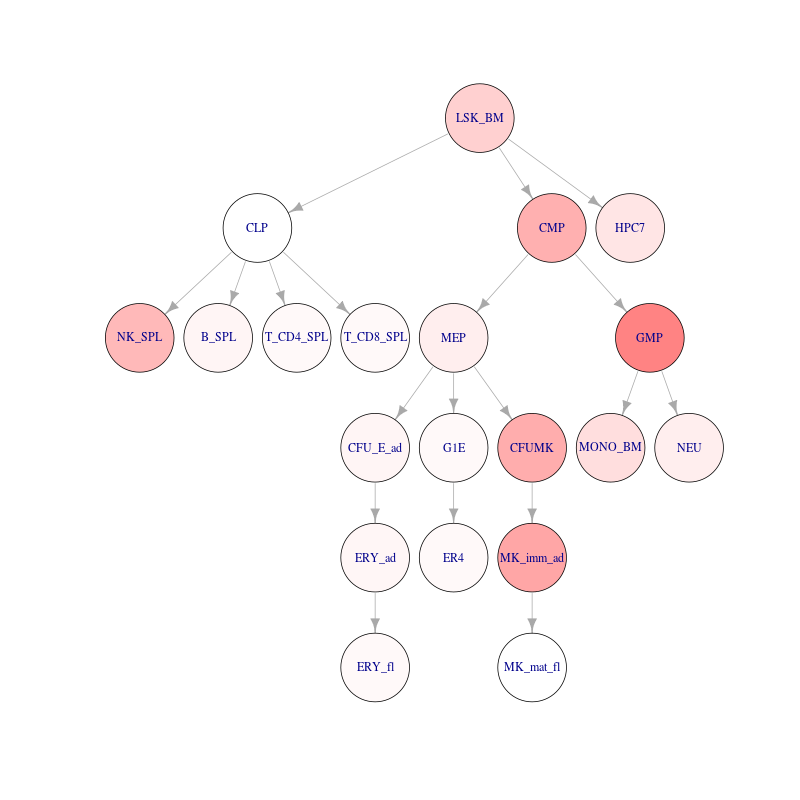 LSK_BM
CLP
CMP
HPC7
NK_SPL
B_SPL
T_CD4_SPL
T_CD8_SPL
MEP
GMP
CFU_E_ad
G1E
CFUMK
MONO_BM
NEU
ERY_ad
ER4
MK_imm_ad
ERY_fl
MK_mat_fl